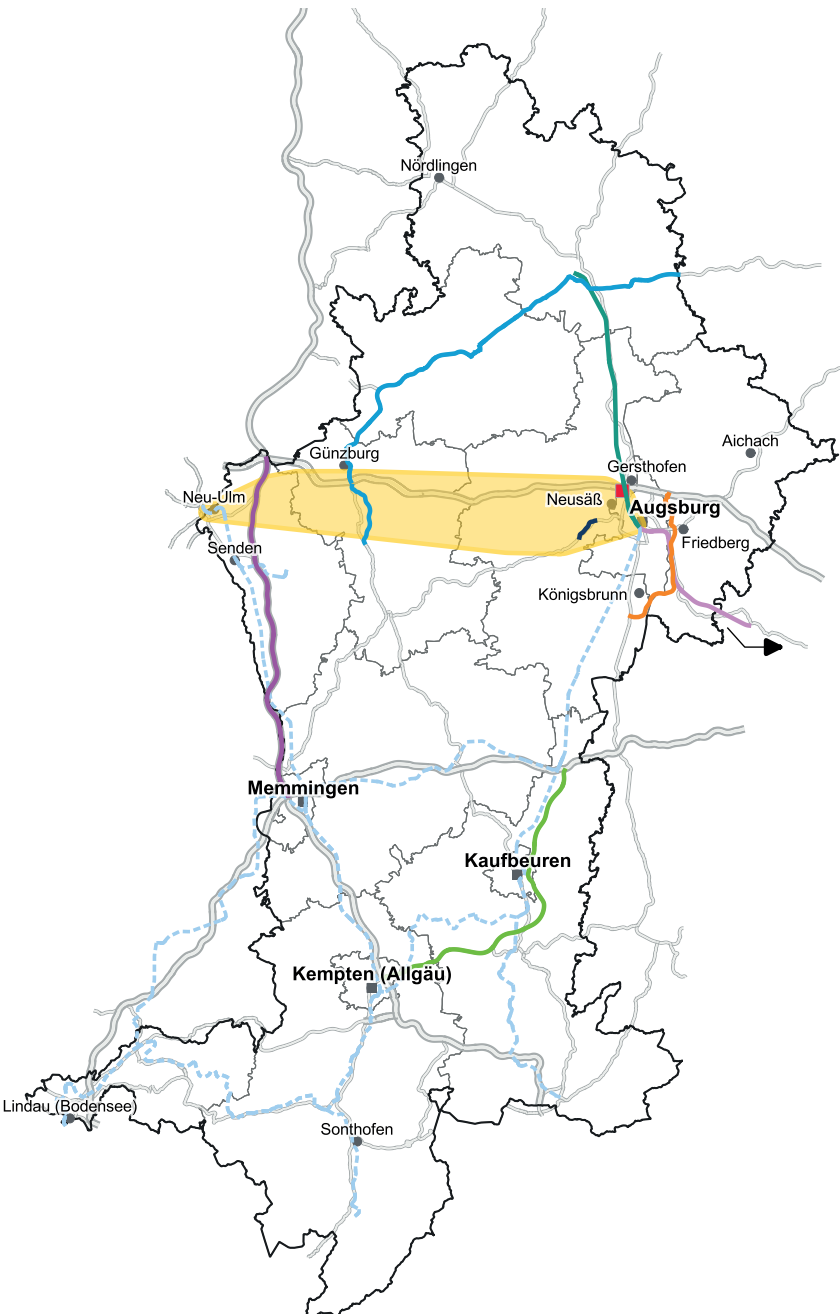 Nördlingen
Günzburg
Aichach
Gersthofen
Neu-Ulm
Neusäß
Augsburg
Senden
Friedberg
Königsbrunn
Memmingen
Kaufbeuren
Kempten (Allgäu)
Lindau (Bodensee)
Sonthofen